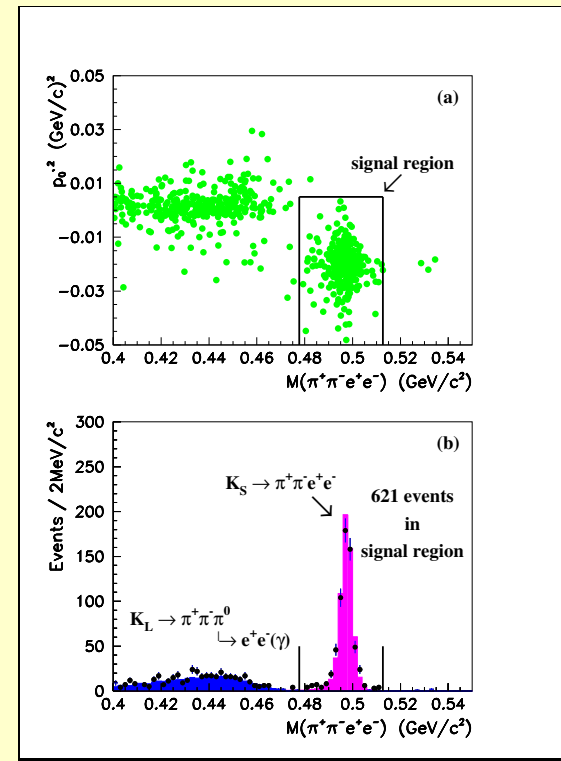 p₀'² (GeV/c)²
0.05
0.03
0.01
-0.01
-0.03
-0.05
(a)
signal region
0.4 0.42 0.44 0.46 0.48 0.5 0.52 0.54
M(π⁺π⁻e⁺e⁻) (GeV/c²)
Events / 2MeV/c²
300
250
200
150
100
50
0
(b)
K_S → π⁺π⁻e⁺e⁻
621 events
in
signal region
K_L → π⁺π⁻π⁰
↳ e⁺e⁻(γ)
0.4 0.42 0.44 0.46 0.48 0.5 0.52 0.54
M(π⁺π⁻e⁺e⁻) (GeV/c²)